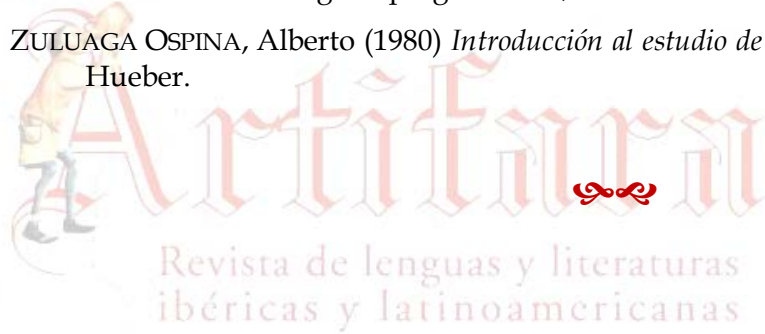 ZULUAGA OSPINA, Alberto (1980) Introducción al estudio de
Hueber.
Artifara
Revista de lenguas y literaturas
ibéricas y latinoamericanas